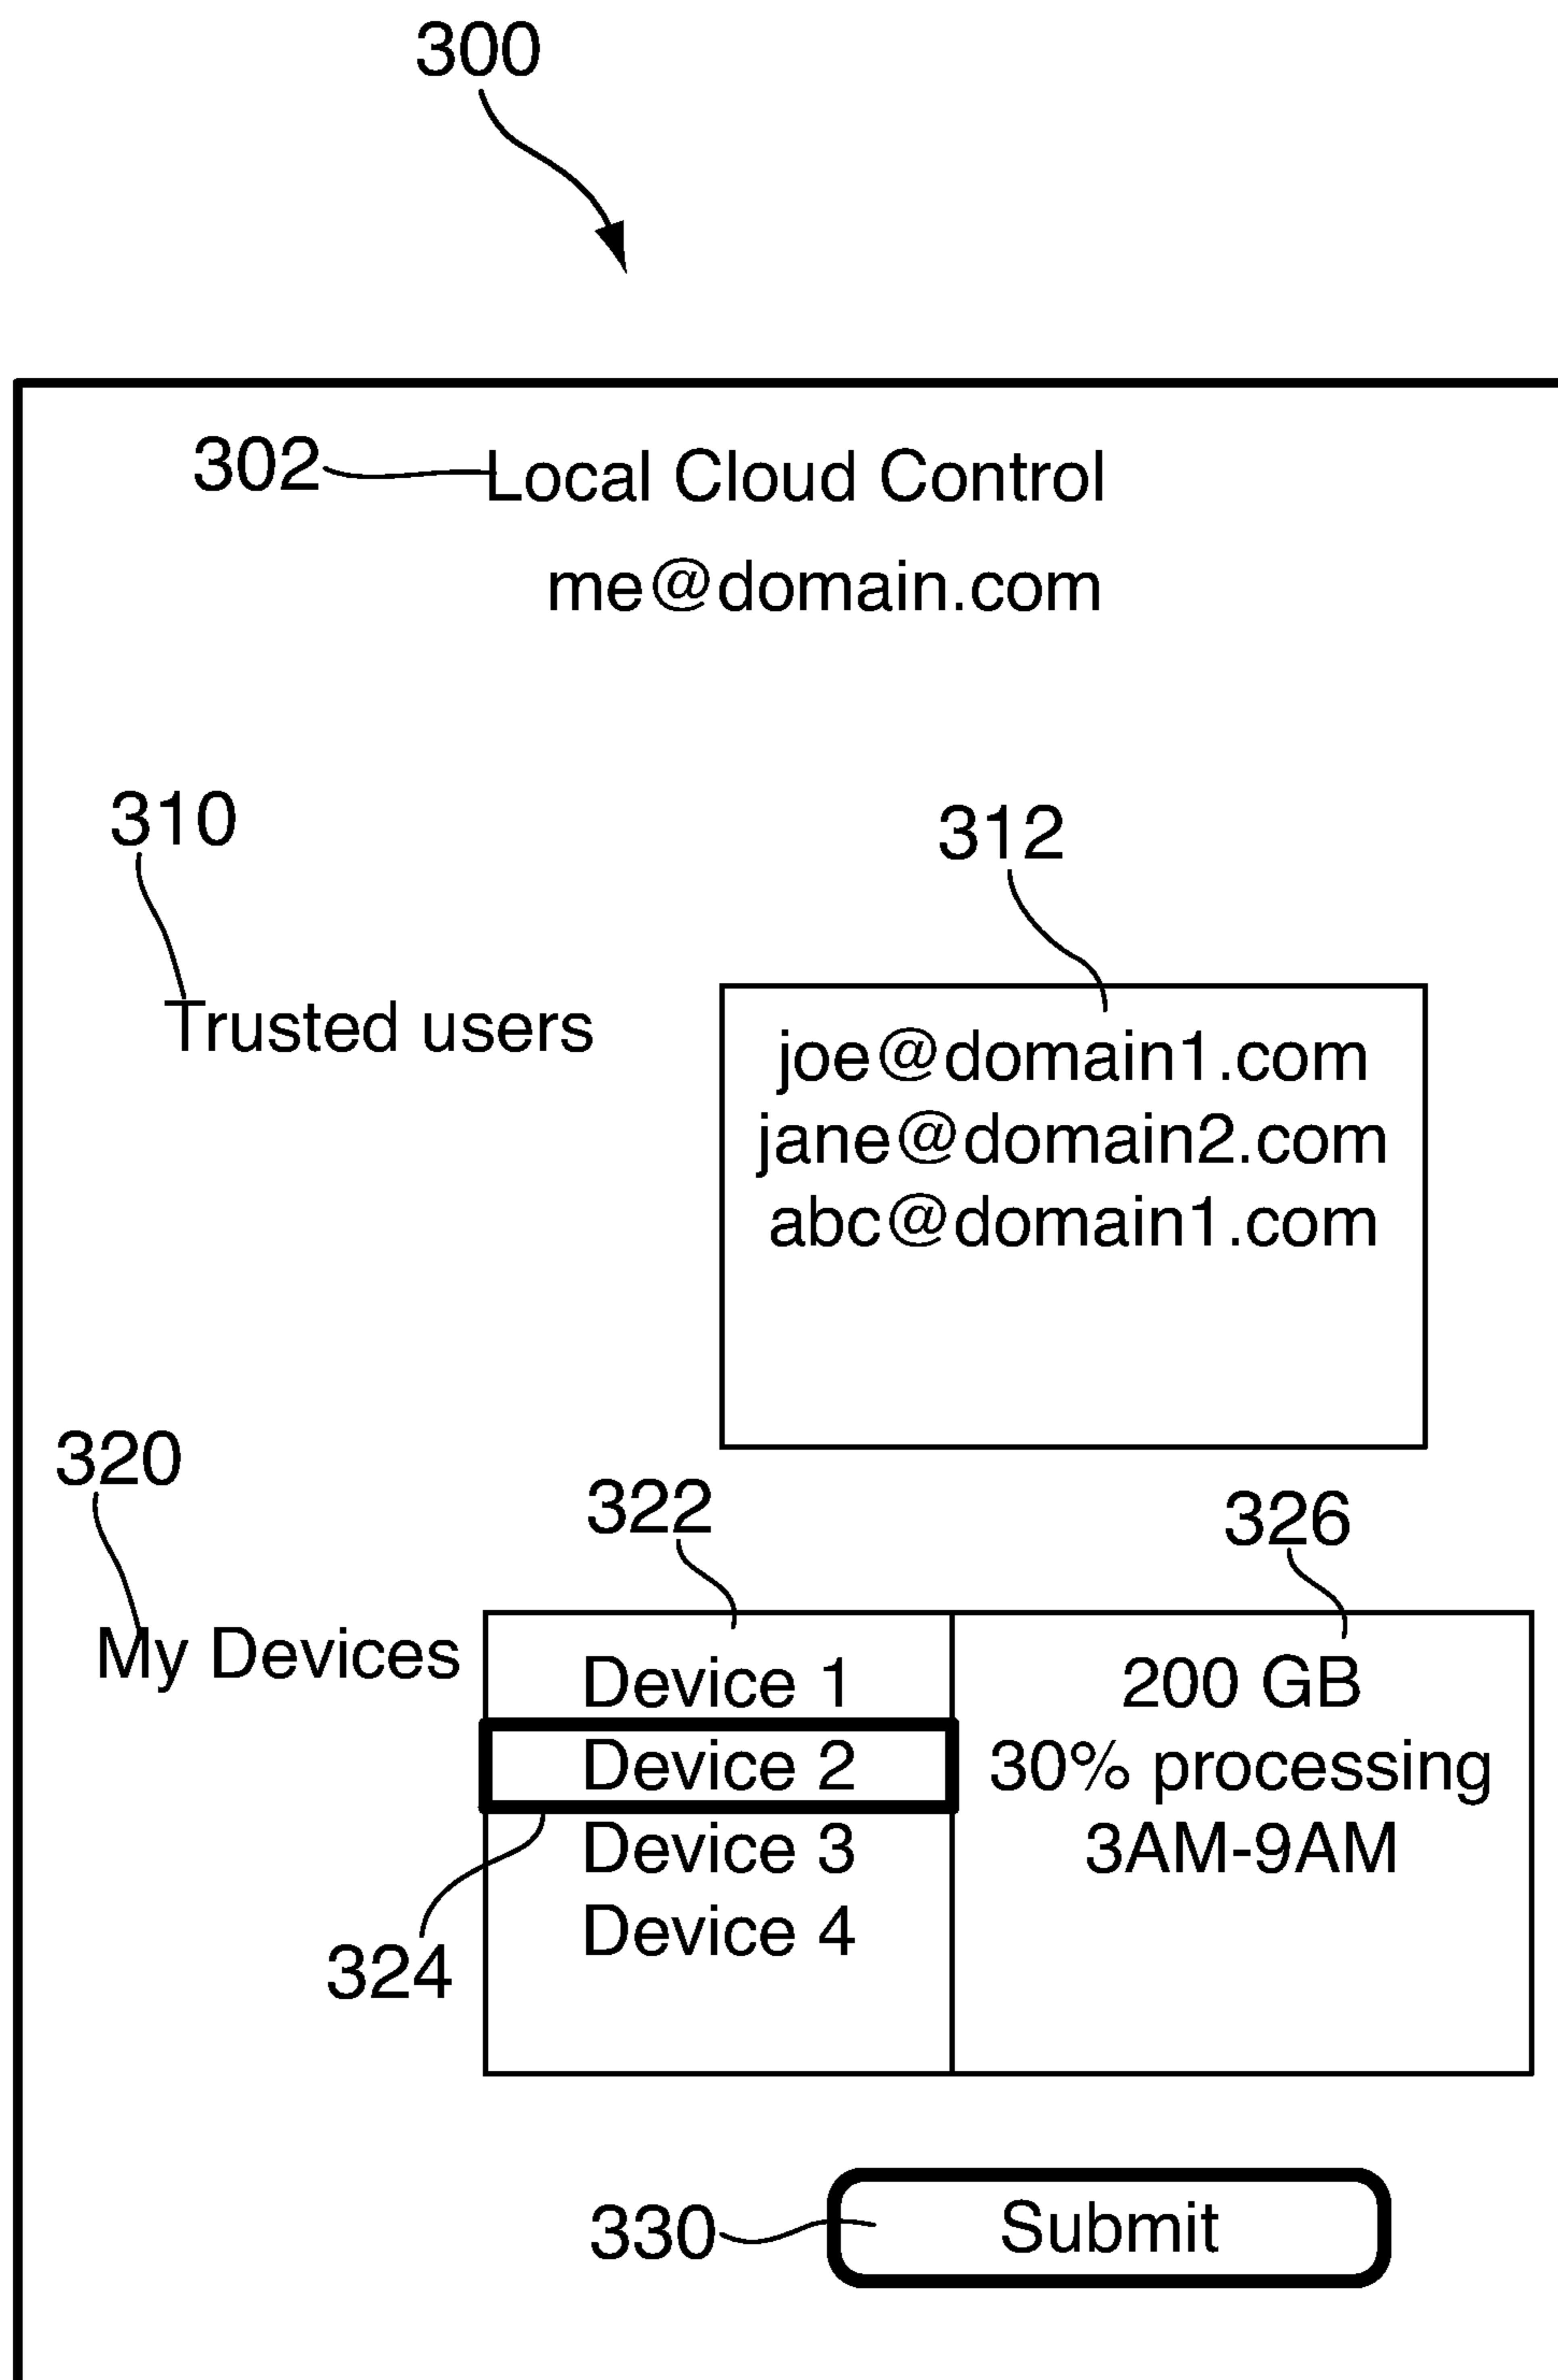 300
302 Local Cloud Control
me@domain.com
310
312
Trusted users
joe@domain1.com
jane@domain2.com
abc@domain1.com
320
322
326
My Devices
Device 1 200 GB
Device 2 30% processing
Device 3 3AM-9AM
Device 4
324
330 Submit